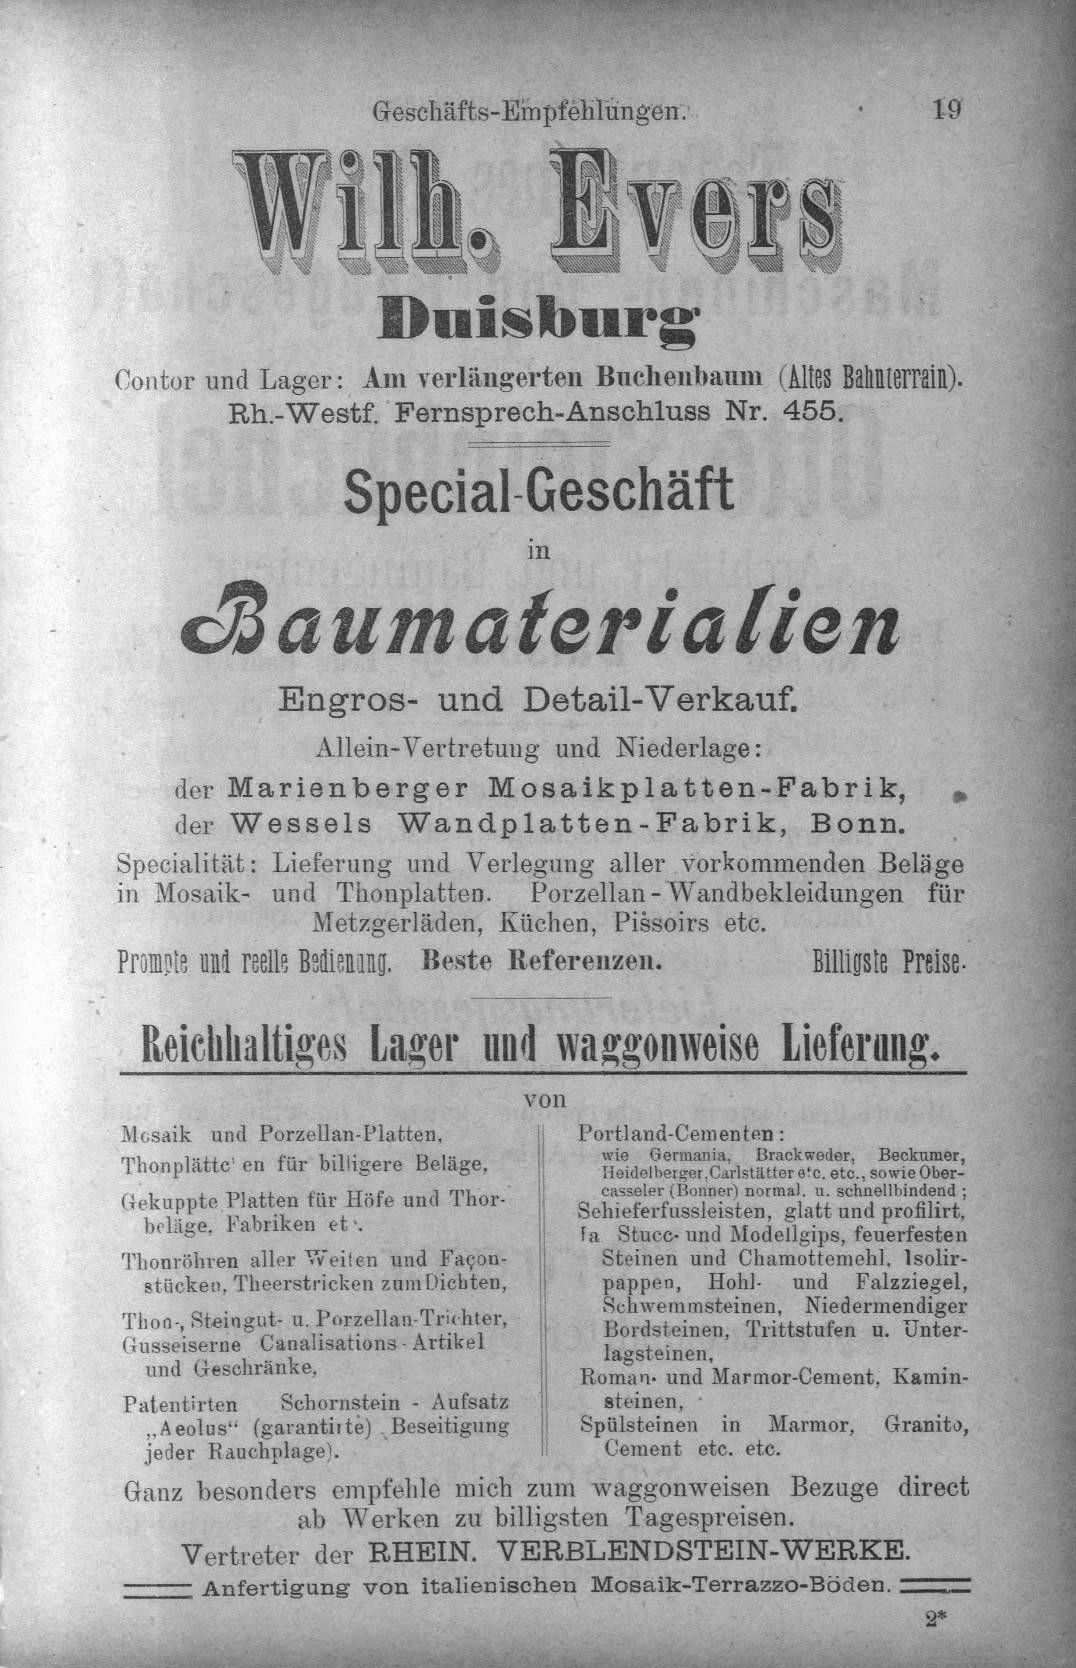 Geschäfts-Empfehlungen. 19
Wilh. Evers
Duisburg
Contor und Lager: Am verlängerten Buchenbaum (Altes Bahnterrain).
Rh.-Westf. Fernsprech-Anschluss Nr. 455.
Special-Geschäft
in
Baumaterialien
Engros- und Detail-Verkauf.
Allein-Vertretung und Niederlage:
der Marienberger Mosaikplatten-Fabrik,
der Wessels Wandplatten-Fabrik, Bonn.
Specialität: Lieferung und Verlegung aller vorkommenden Beläge
in Mosaik- und Thonplatten. Porzellan-Wandbekleidungen für
Metzgerläden, Küchen, Pissoirs etc.
Prompte und reelle Bedienung. Beste Referenzen. Billigste Preise.
Reichhaltiges Lager und waggonweise Lieferung.
von
Mosaik und Porzellan-Platten,
Thonplättchen für billigere Beläge,
Gekuppte Platten für Höfe und Thor-
beläge, Fabriken etc.
Thonröhren aller Weiten und Façon-
stücken, Theerstricken zum Dichten,
Thon-, Steingut- u. Porzellan-Trichter,
Gusseiserne Canalisations-Artikel
und Geschränke,
Patentirten Schornstein-Aufsatz
„Aeolus“ (garantirte) Beseitigung
jeder Rauchplage).
Portland-Cementen:
wie Germania, Brackweder, Beckumer,
Heidelberger, Carlstätter etc. etc., sowie Ober-
casseler (Bonner) normal. u. schnellbindend;
Schieferfussleisten, glatt und profilirt,
Ia Stucc- und Modellgips, feuerfesten
Steinen und Chamottemehl, Isolir-
pappen, Hohl- und Falzziegel,
Schwemmsteinen, Niedermendiger
Bordsteinen, Trittstufen u. Unter-
lagsteinen,
Roman- und Marmor-Cement, Kamin-
steinen,
Spülsteinen in Marmor, Granito,
Cement etc. etc.
Ganz besonders empfehle mich zum waggonweisen Bezuge direct
ab Werken zu billigsten Tagespreisen.
Vertreter der RHEIN. VERBLENDSTEIN-WERKE.
Anfertigung von italienischen Mosaik-Terrazzo-Böden.
2*